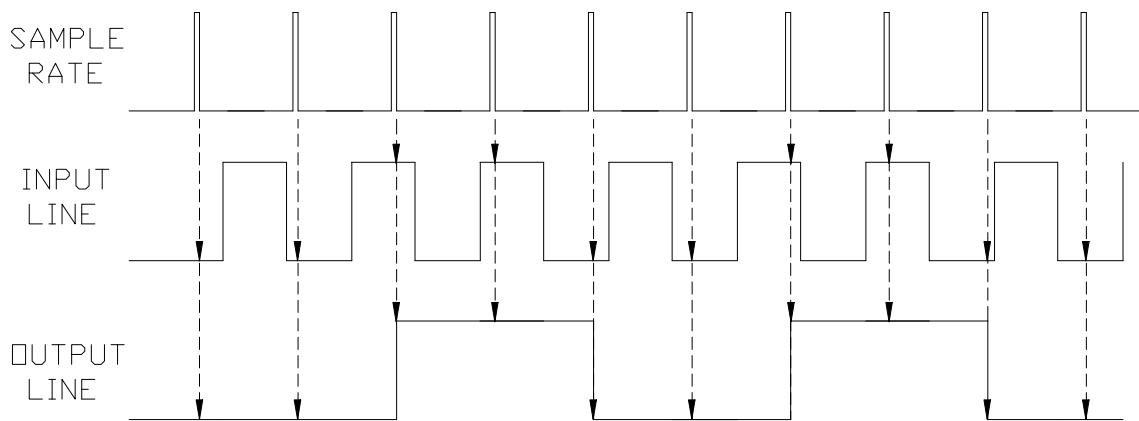 SAMPLE
RATE
INPUT
LINE
OUTPUT
LINE